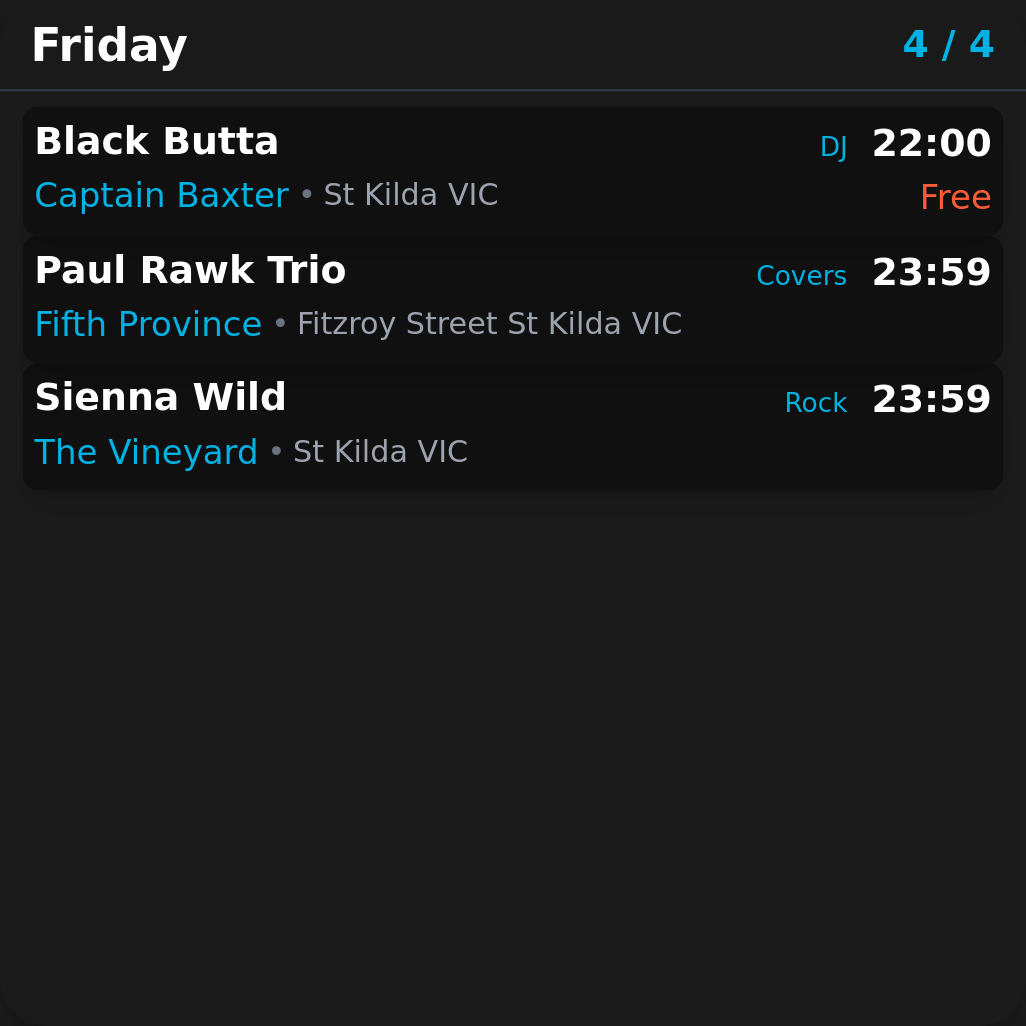 Friday 4 / 4
Black Butta DJ 22:00
Captain Baxter • St Kilda VIC Free
Paul Rawk Trio Covers 23:59
Fifth Province • Fitzroy Street St Kilda VIC
Sienna Wild Rock 23:59
The Vineyard • St Kilda VIC